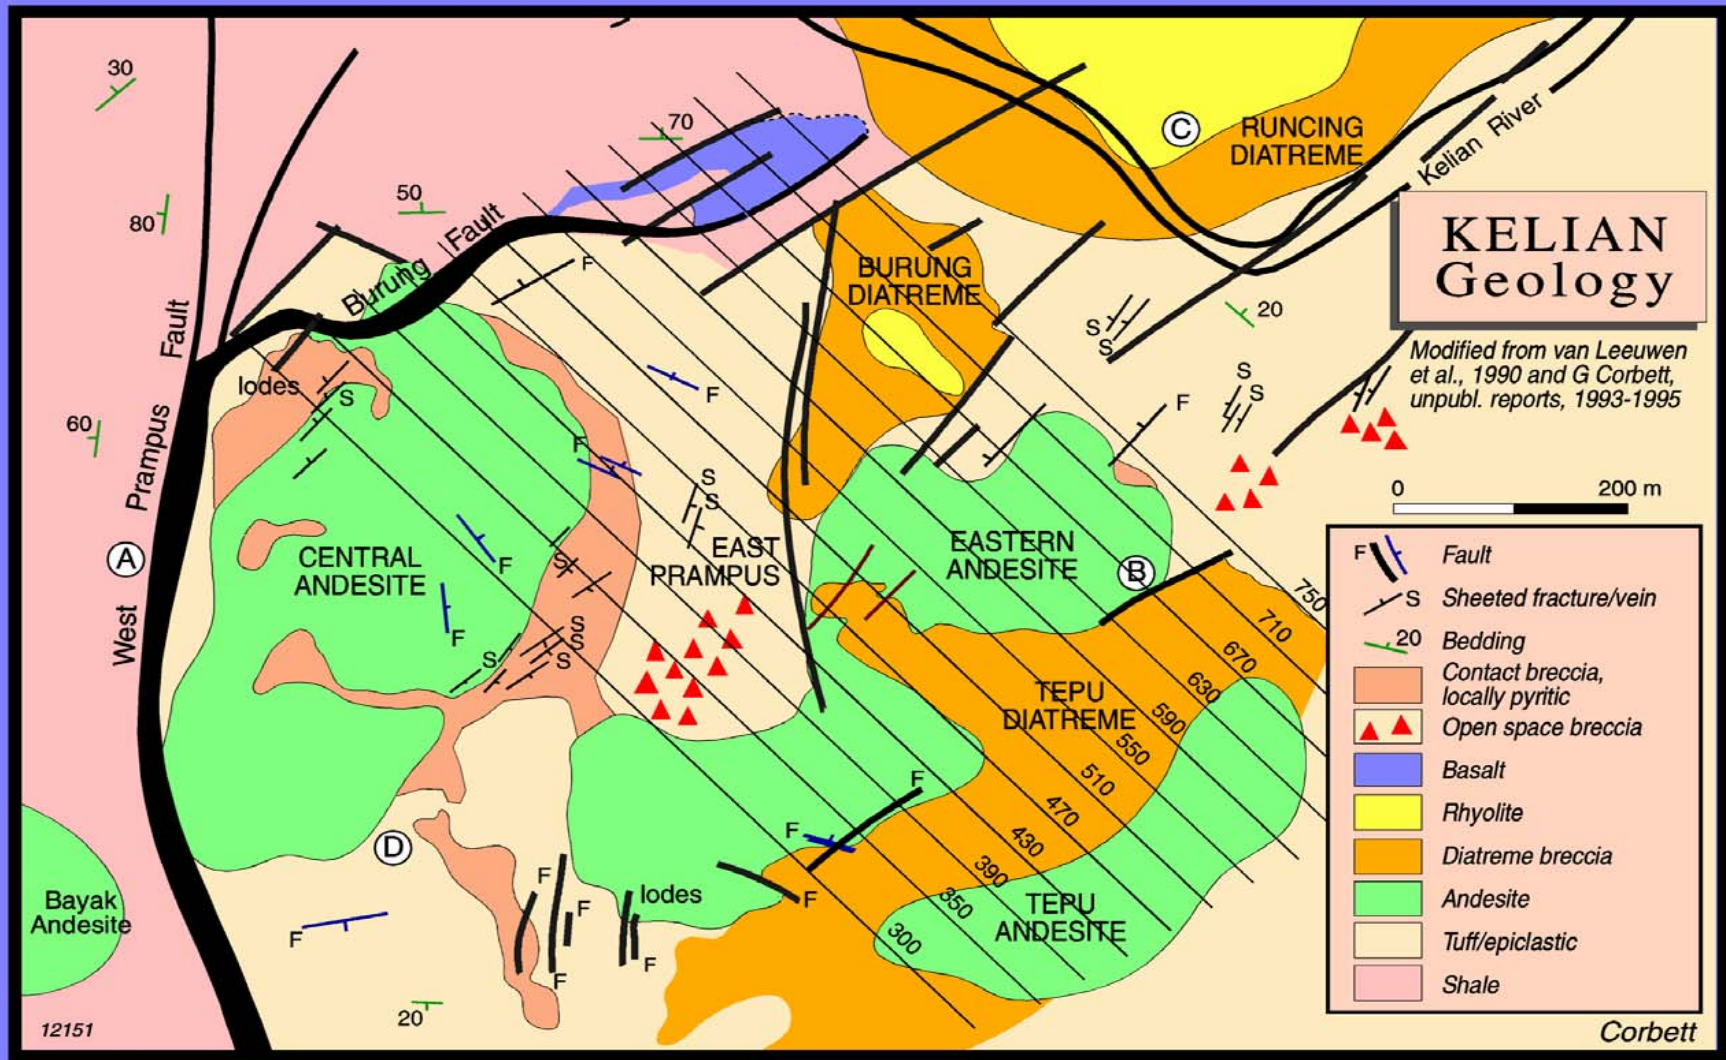 30
70
50
80
60
C
RUNCING
DIATREME
Kelian River
KELIAN
Geology
Modified from van Leeuwen
et al., 1990 and G Corbett,
unpubl. reports, 1993-1995
0 200 m
Burung Fault
F
BURUNG
DIATREME
20
S
S
S
S
F
F
lodes
S
F
West Prampus Fault
A
CENTRAL
ANDESITE
F
F
S
S
S
EAST
PRAMPUS
EASTERN
ANDESITE
B
S
S
S
S
TEPU
DIATREME
750
710
670
630
590
550
510
470
430
390
350
300
F
F
F
D
lodes
F
F
F
F
F
20
TEPU
ANDESITE
Bayak
Andesite
12151
F Fault
S Sheeted fracture/vein
20 Bedding
Contact breccia,
locally pyritic
Open space breccia
Basalt
Rhyolite
Diatreme breccia
Andesite
Tuff/epiclastic
Shale
Corbett